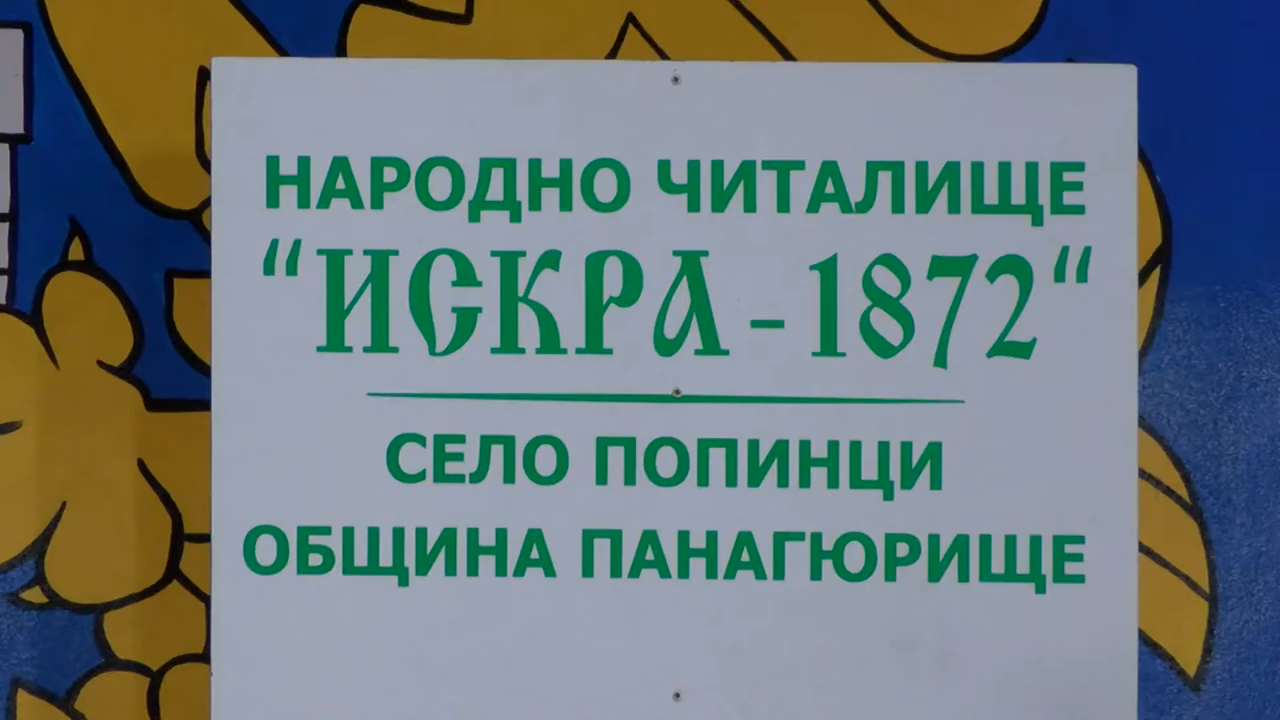 НАРОДНО ЧИТАЛИЩЕ
“ИСКРА - 1872“
СЕЛО ПОПИНЦИ
ОБЩИНА ПАНАГЮРИЩЕ